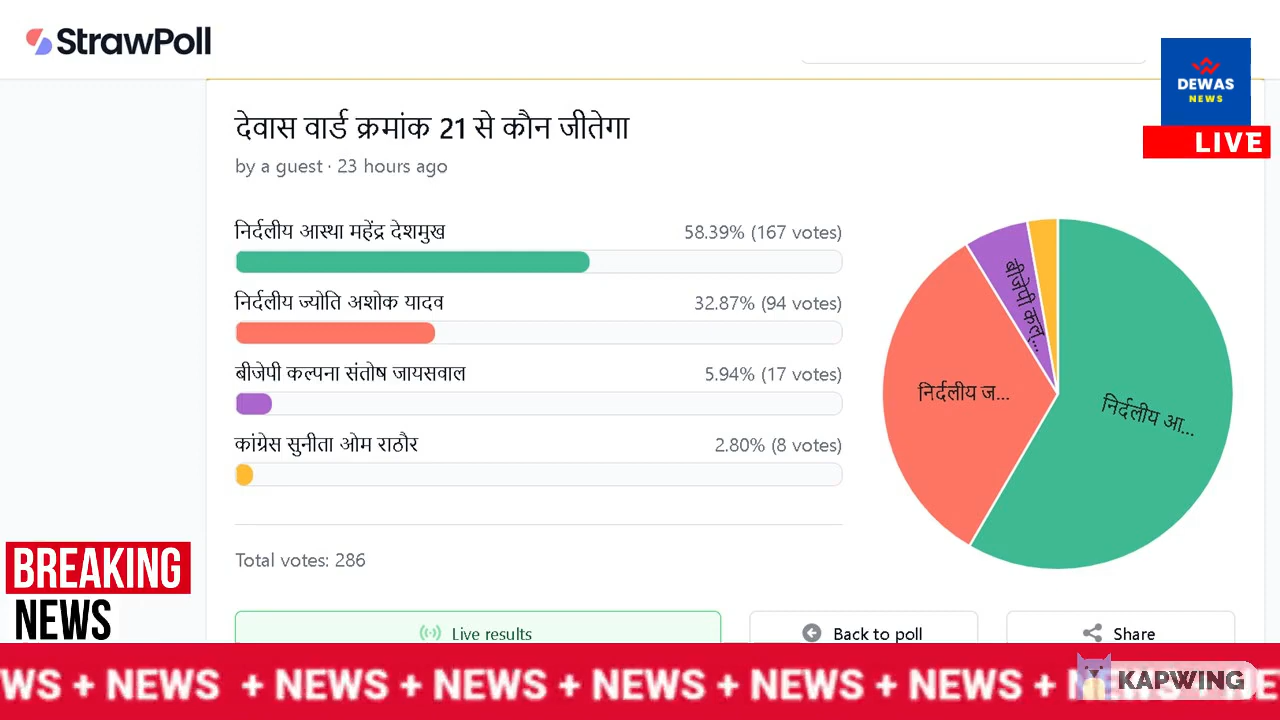 StrawPoll
DEWAS
NEWS
LIVE
देवास वार्ड क्रमांक 21 से कौन जीतेगा
by a guest · 23 hours ago
निर्दलीय आस्था महेंद्र देशमुख
58.39% (167 votes)
निर्दलीय ज्योति अशोक यादव
32.87% (94 votes)
बीजेपी कल्पना संतोष जायसवाल
5.94% (17 votes)
कांग्रेस सुनीता ओम राठौर
2.80% (8 votes)
बीजेपी कल्...
निर्दलीय ज...
निर्दलीय आ...
Total votes: 286
BREAKING
NEWS
Live results
Back to poll
Share
WS + NEWS + NEWS + NEWS + NEWS + NEWS + NEWS + NE
KAPWING